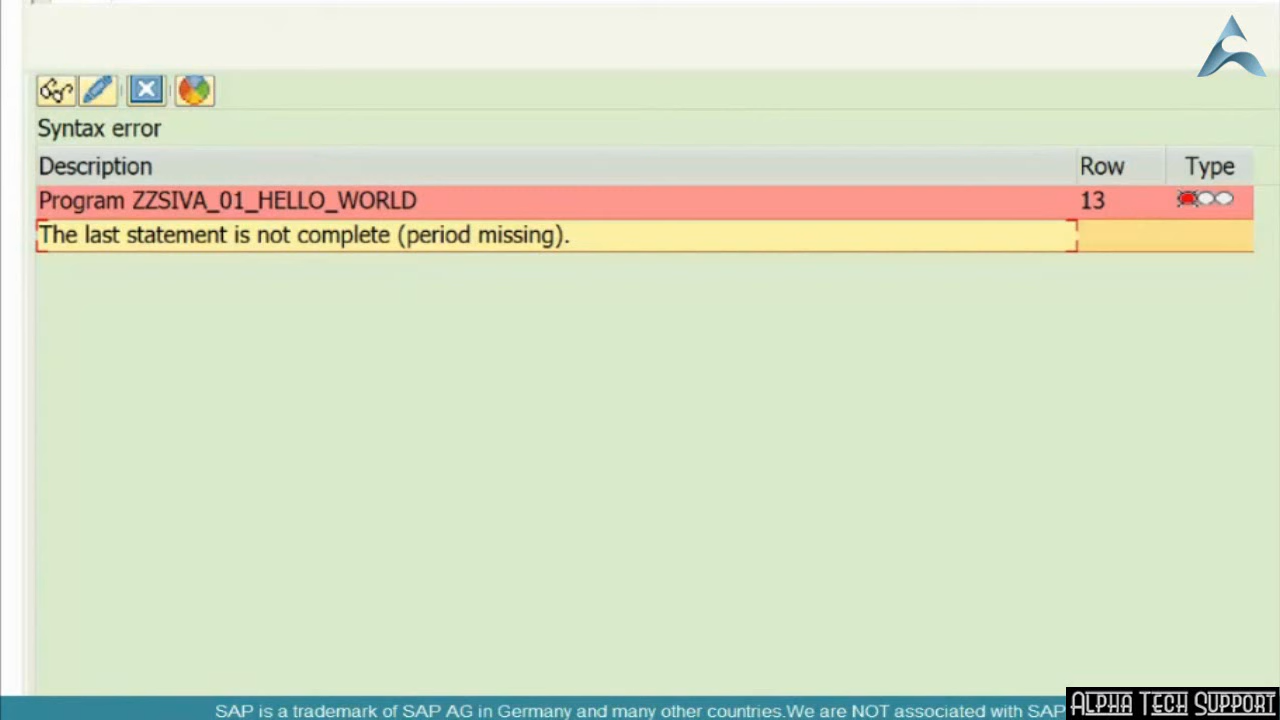 Syntax error
Description Row Type
Program ZZSIVA_01_HELLO_WORLD 13
The last statement is not complete (period missing).
SAP is a trademark of SAP AG in Germany and many other countries.We are NOT associated with SAP
ALPHA TECH SUPPORT